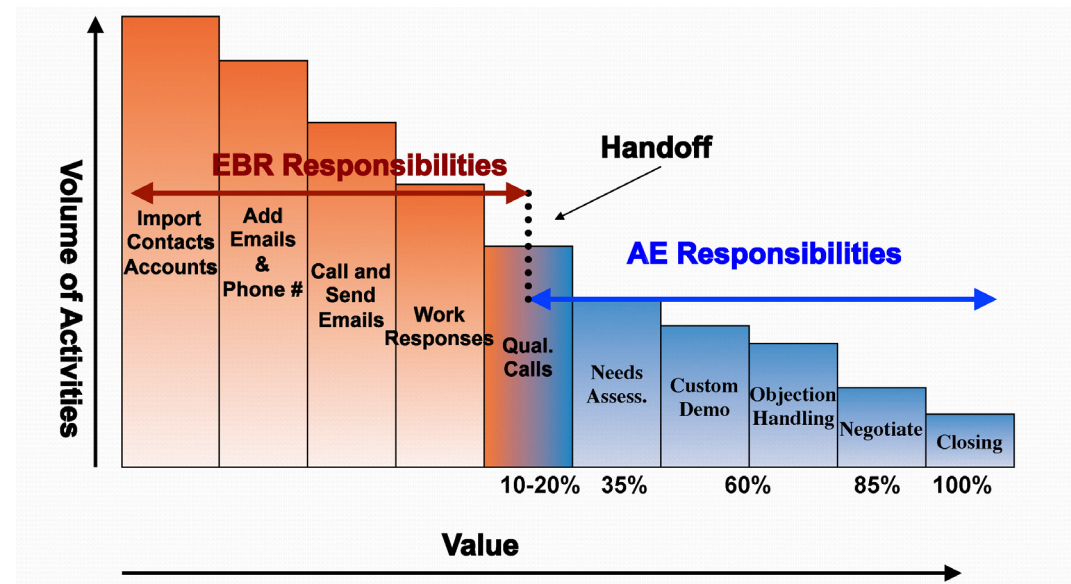 Volume of Activities
EBR Responsibilities
Handoff
AE Responsibilities
Import
Contacts
Accounts
Add
Emails
&
Phone #
Call and
Send
Emails
Work
Responses
Qual.
Calls
Needs
Assess.
Custom
Demo
Objection
Handling
Negotiate
Closing
10-20%
35%
60%
85%
100%
Value